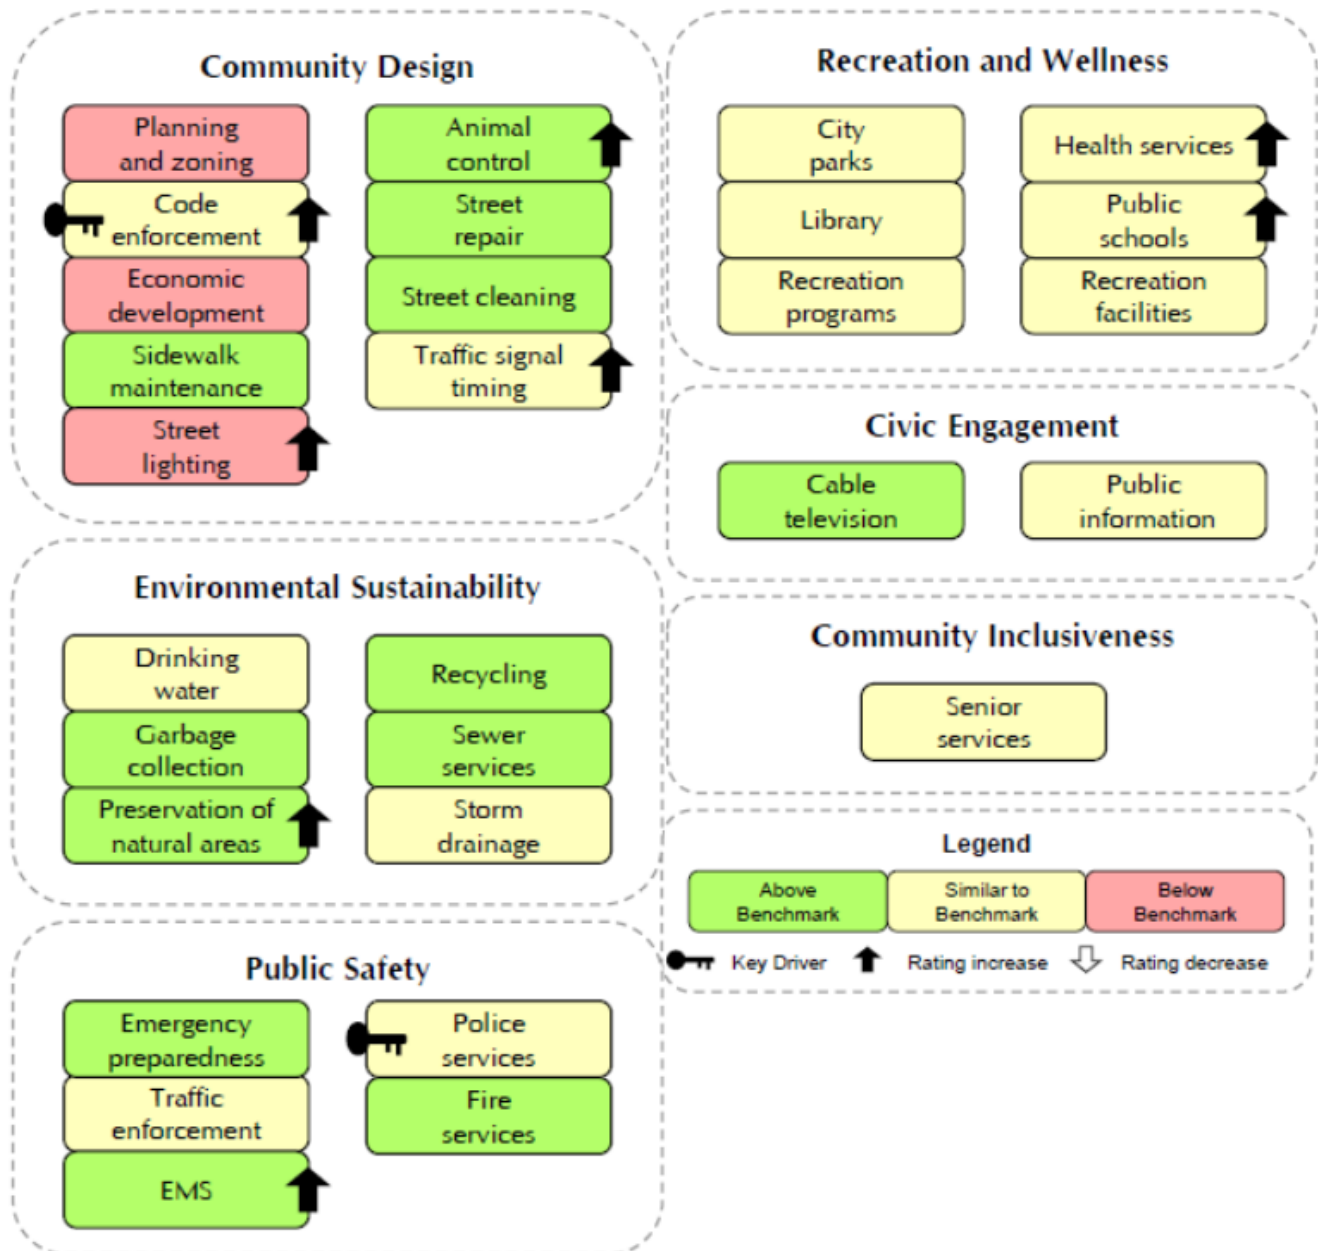 Community Design
Planning
and zoning
Code
enforcement
Economic
development
Sidewalk
maintenance
Street
lighting
Animal
control
Street
repair
Street cleaning
Traffic signal
timing
Environmental Sustainability
Drinking
water
Garbage
collection
Preservation of
natural areas
Recycling
Sewer
services
Storm
drainage
Public Safety
Emergency
preparedness
Traffic
enforcement
EMS
Police
services
Fire
services
Recreation and Wellness
City
parks
Library
Recreation
programs
Health services
Public
schools
Recreation
facilities
Civic Engagement
Cable
television
Public
information
Community Inclusiveness
Senior
services
Legend
Above
Benchmark
Similar to
Benchmark
Below
Benchmark
Key Driver
Rating increase
Rating decrease